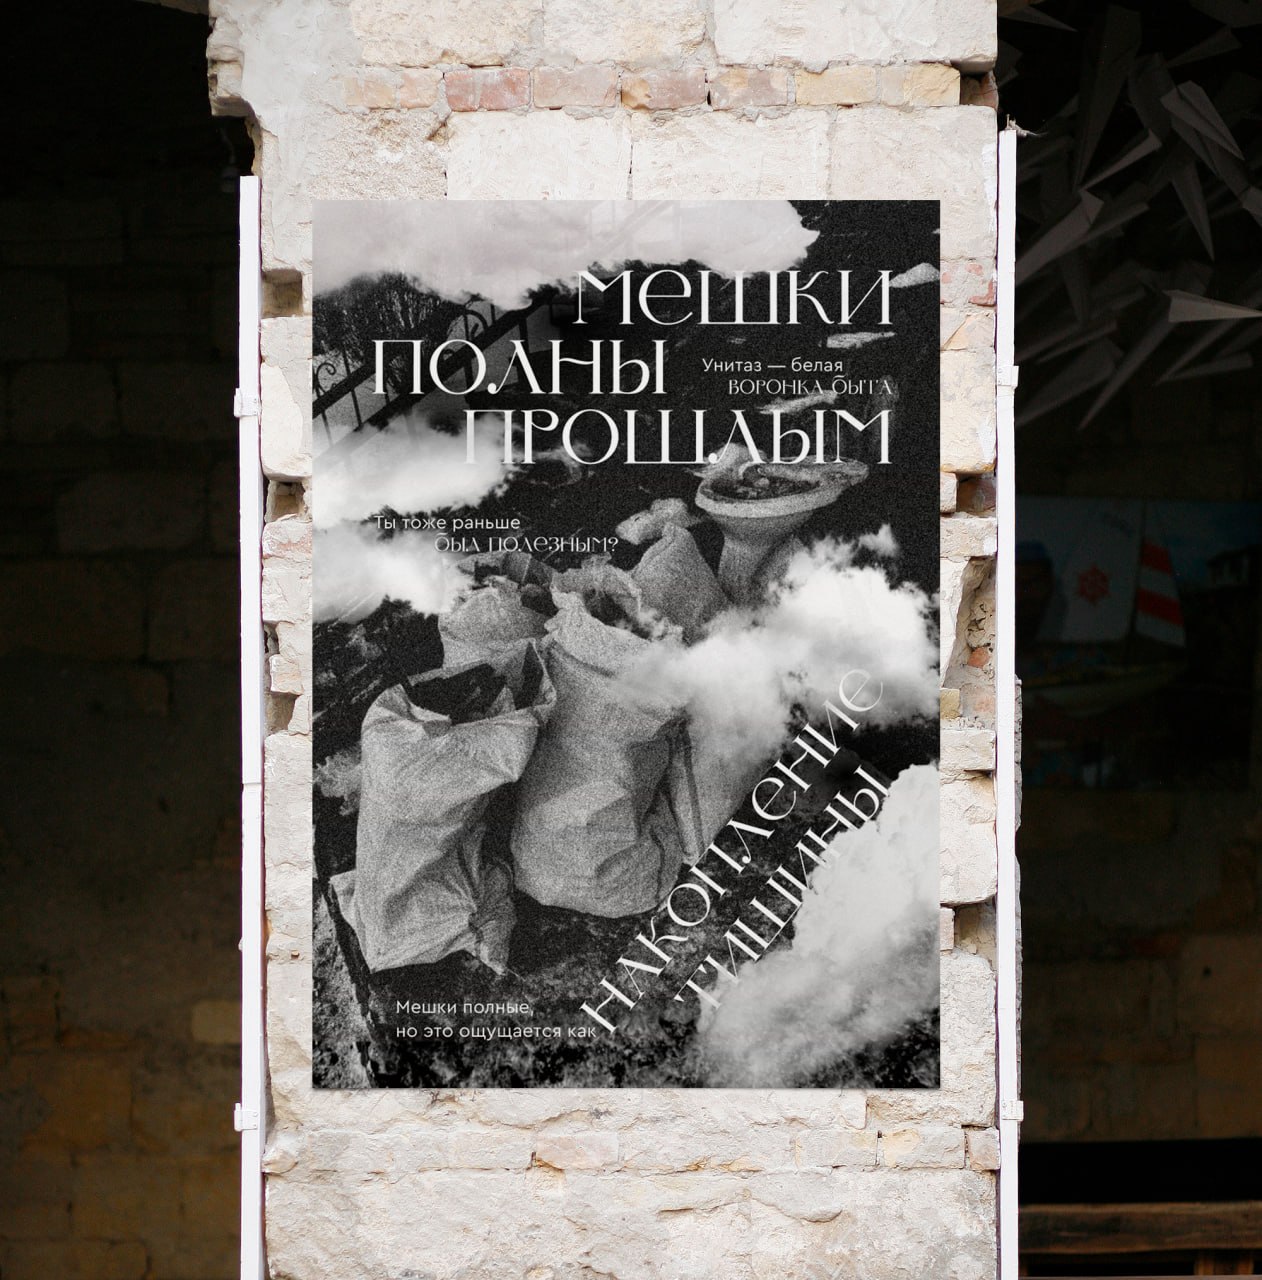 МЕШКИ
ПОЛНЫ
Унитаз — белая
ВОРОНКА БЫТА
ПРОШЛЫМ
Ты тоже раньше
БЫЛ ПОЛЕЗНЫМ?
Мешки полные,
но это ощущается как
НАКОПЛЕНИЕ
ТИШИНЫ